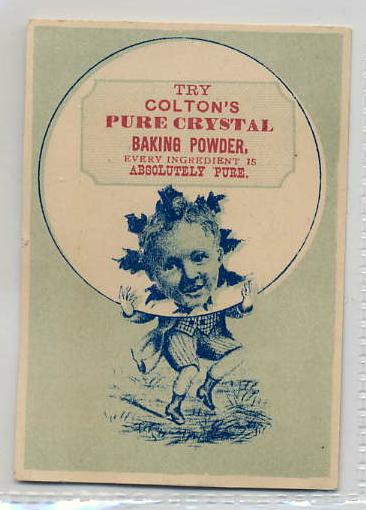 TRY
COLTON'S
PURE CRYSTAL
BAKING POWDER,
EVERY INGREDIENT IS
ABSOLUTELY PURE.